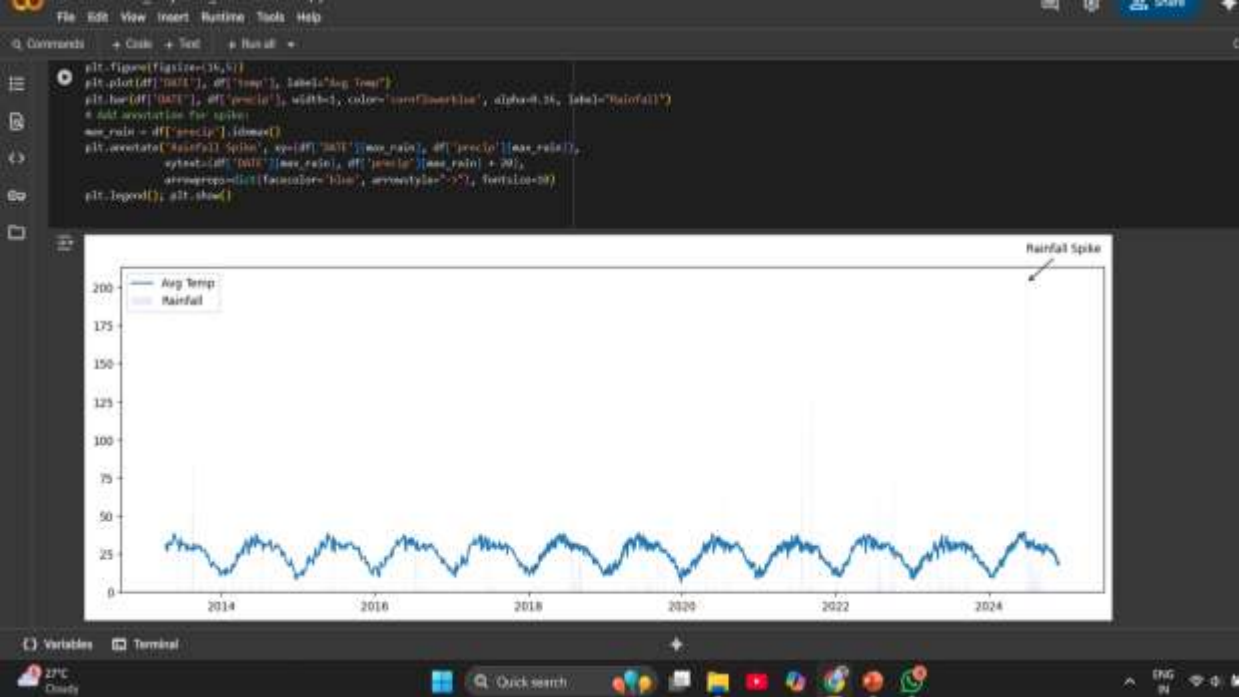 File Edit View Insert Runtime Tools Help
Share
Commands + Code + Text Run all
plt.figure(figsize=(16,5))
plt.plot(df['DATE'], df['temp'], label="Avg Temp")
plt.bar(df['DATE'], df['precip'], width=1, color='cornflowerblue', alpha=0.16, label="Rainfall")
# Add annotation for spike:
max_rain = df['precip'].idxmax()
plt.annotate('Rainfall Spike', xy=(df['DATE'][max_rain], df['precip'][max_rain]),
xytext=(df['DATE'][max_rain], df['precip'][max_rain] + 20),
arrowprops=dict(facecolor='blue', arrowstyle="->"), fontsize=10)
plt.legend(); plt.show()
Rainfall Spike
Avg Temp
Rainfall
200
175
150
125
100
75
50
25
0
2014 2016 2018 2020 2022 2024
Variables Terminal
27°C
Cloudy
Quick search
ENG